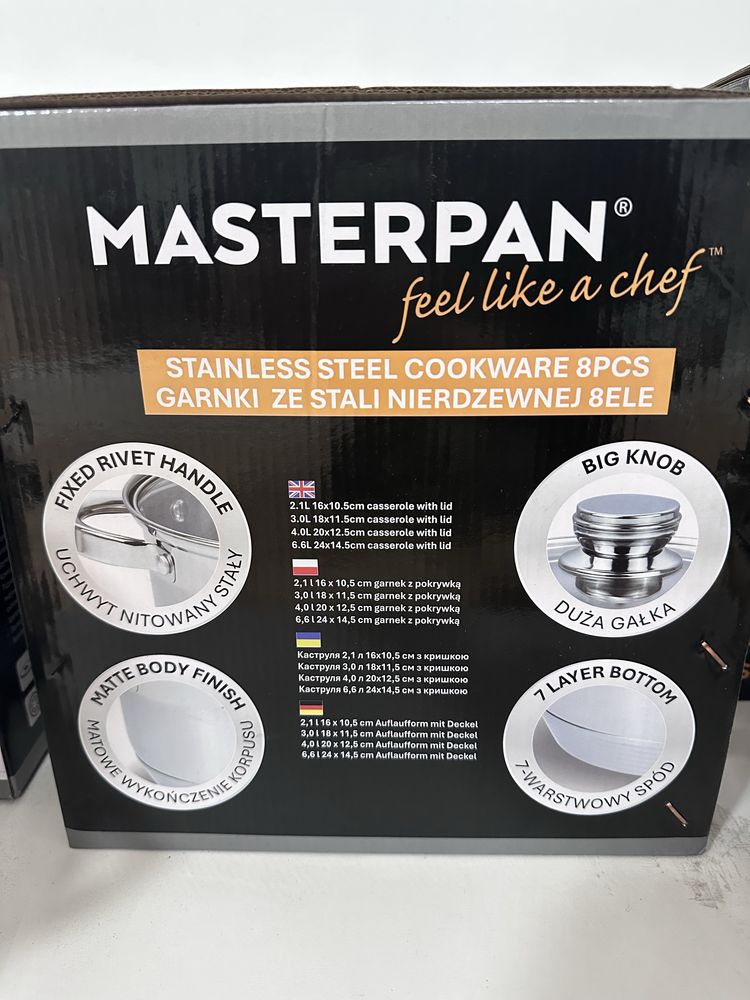 MASTERPAN®
feel like a chef™
STAINLESS STEEL COOKWARE 8PCS
GARNKI ZE STALI NIERDZEWNEJ 8ELE
FIXED RIVET HANDLE
UCHWYT NITOWANY STAŁY
BIG KNOB
DUŻA GAŁKA
2.1L 16x10.5cm casserole with lid
3.0L 18x11.5cm casserole with lid
4.0L 20x12.5cm casserole with lid
6.6L 24x14.5cm casserole with lid
2,1 l 16 x 10,5 cm garnek z pokrywką
3,0 l 18 x 11,5 cm garnek z pokrywką
4,0 l 20 x 12,5 cm garnek z pokrywką
6,6 l 24 x 14,5 cm garnek z pokrywką
Каструля 2,1 л 16x10,5 см з кришкою
Каструля 3,0 л 18x11,5 см з кришкою
Каструля 4,0 л 20x12,5 см з кришкою
Каструля 6,6 л 24x14,5 см з кришкою
2,1 l 16 x 10,5 cm Auflaufform mit Deckel
3,0 l 18 x 11,5 cm Auflaufform mit Deckel
4,0 l 20 x 12,5 cm Auflaufform mit Deckel
6,6 l 24 x 14,5 cm Auflaufform mit Deckel
MATTE BODY FINISH
MATOWE WYKOŃCZENIE KORPUSU
7 LAYER BOTTOM
7-WARSTWOWY SPÓD